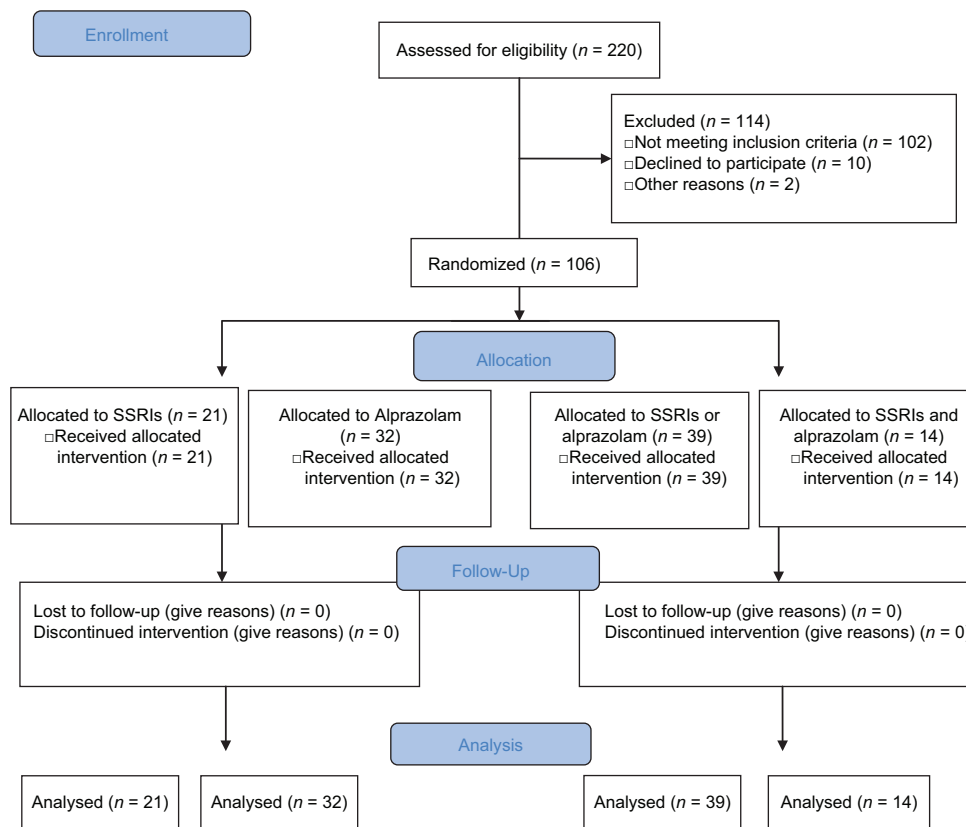 Enrollment
Assessed for eligibility (n = 220)
Excluded (n = 114)
□Not meeting inclusion criteria (n = 102)
□Declined to participate (n = 10)
□Other reasons (n = 2)
Randomized (n = 106)
Allocation
Allocated to SSRIs (n = 21)
□Received allocated
intervention (n = 21)
Allocated to Alprazolam
(n = 32)
□Received allocated
intervention (n = 32)
Allocated to SSRIs or
alprazolam (n = 39)
□Received allocated
intervention (n = 39)
Allocated to SSRIs and
alprazolam (n = 14)
□Received allocated
intervention (n = 14)
Follow-Up
Lost to follow-up (give reasons) (n = 0)
Discontinued intervention (give reasons) (n = 0)
Lost to follow-up (give reasons) (n = 0)
Discontinued intervention (give reasons) (n = 0
Analysis
Analysed (n = 21)
Analysed (n = 32)
Analysed (n = 39)
Analysed (n = 14)